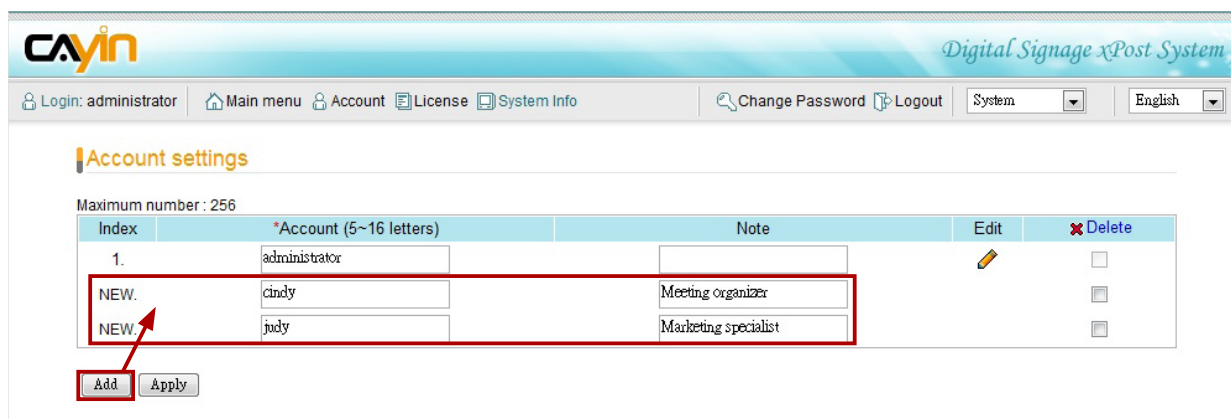 CAYIN Digital Signage xPost System
Login: administrator Main menu Account License System Info Change Password Logout System English
Account settings
Maximum number : 256
Index *Account (5~16 letters) Note Edit Delete
1. administrator
NEW. cindy Meeting organizer
NEW. judy Marketing specialist
Add Apply